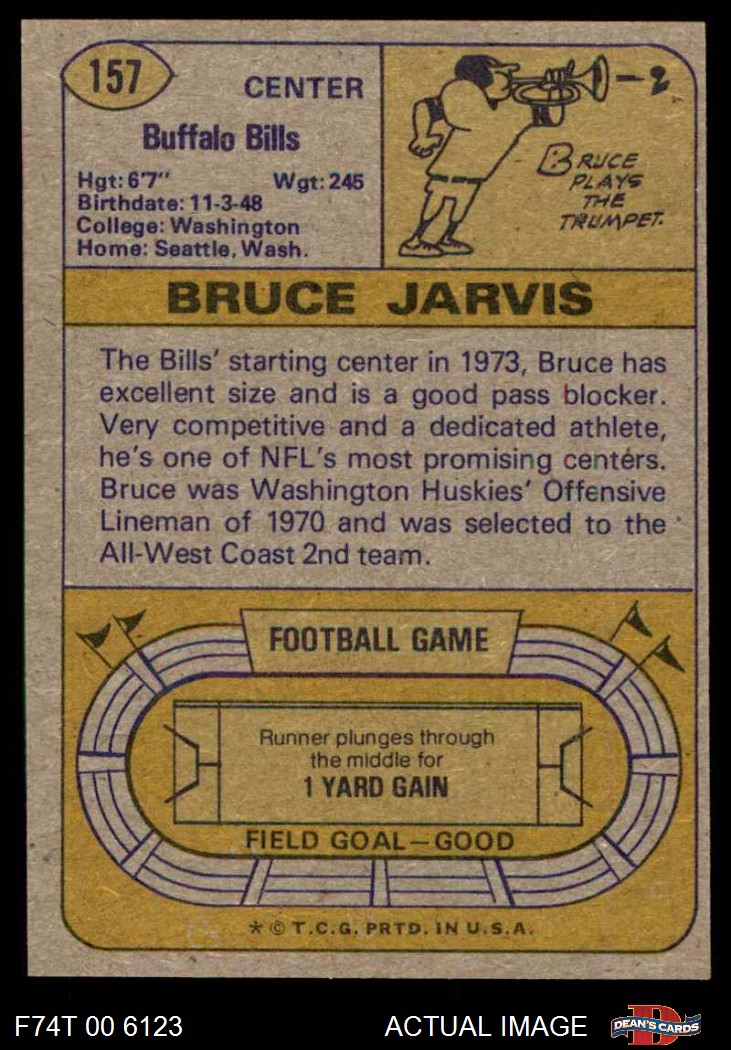 157
CENTER
Buffalo Bills
Hgt: 6'7" Wgt: 245
Birthdate: 11-3-48
College: Washington
Home: Seattle, Wash.
BRUCE
PLAYS
THE
TRUMPET.
BRUCE JARVIS
The Bills' starting center in 1973, Bruce has
excellent size and is a good pass blocker.
Very competitive and a dedicated athlete,
he's one of NFL's most promising centers.
Bruce was Washington Huskies' Offensive
Lineman of 1970 and was selected to the
All-West Coast 2nd team.
FOOTBALL GAME
Runner plunges through
the middle for
1 YARD GAIN
FIELD GOAL—GOOD
* © T.C.G. PRTD. IN U.S.A.
F74T 00 6123 ACTUAL IMAGE
D
DEAN'S CARDS